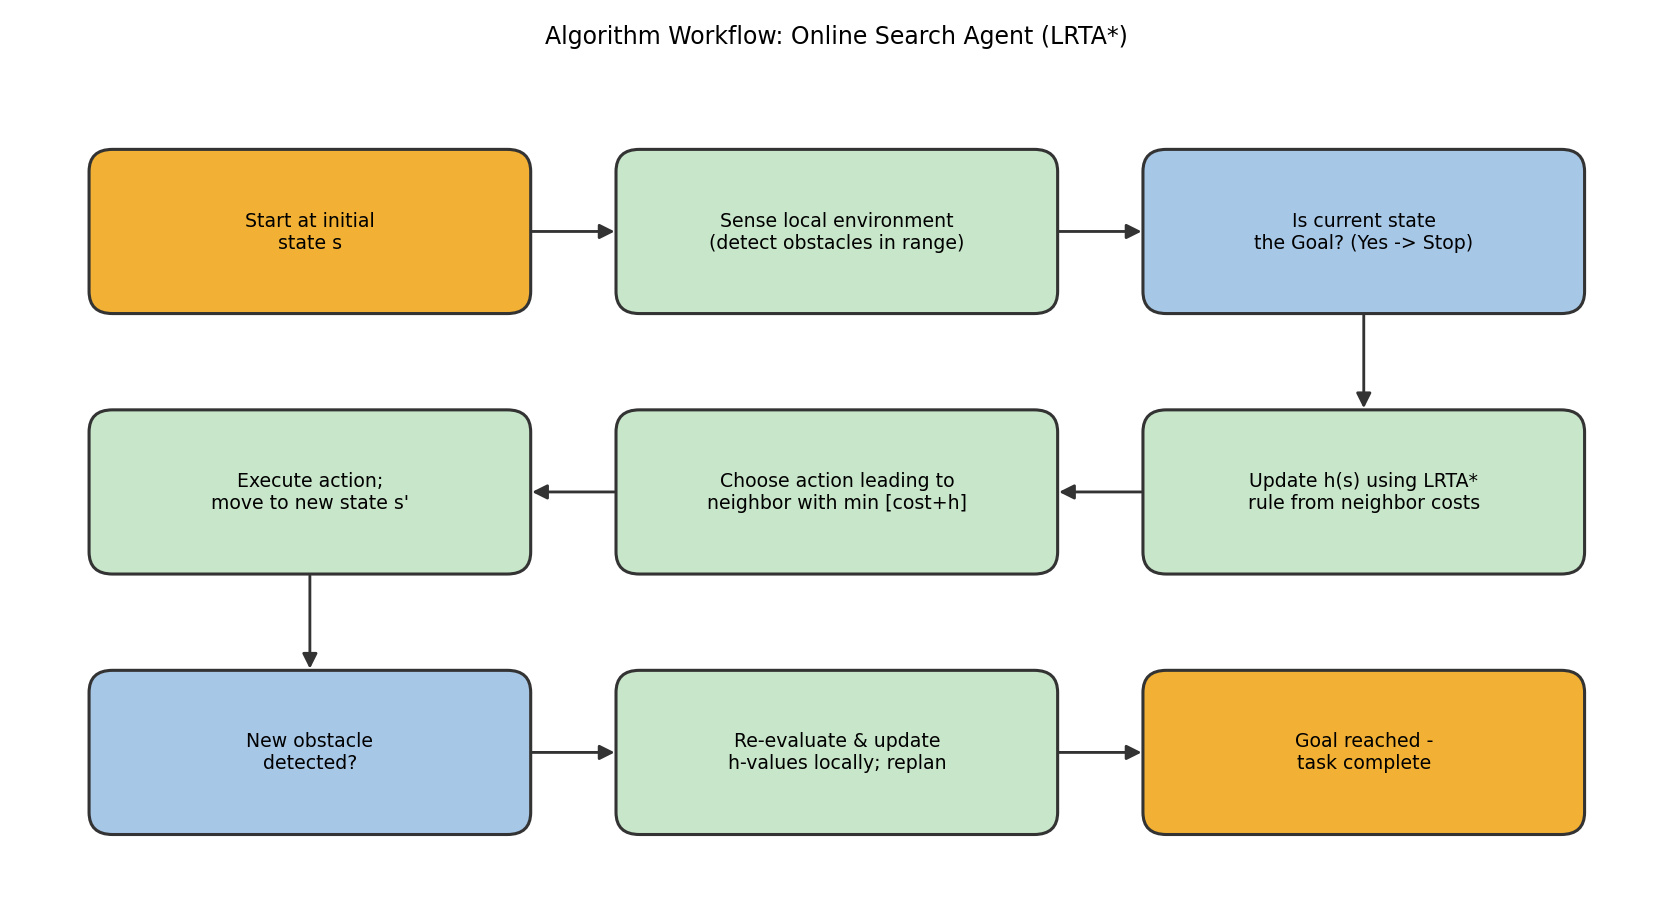 Algorithm Workflow: Online Search Agent (LRTA*)
Start at initial
state s
Sense local environment
(detect obstacles in range)
Is current state
the Goal? (Yes -> Stop)
Update h(s) using LRTA*
rule from neighbor costs
Choose action leading to
neighbor with min [cost+h]
Execute action;
move to new state s'
New obstacle
detected?
Re-evaluate & update
h-values locally; replan
Goal reached -
task complete